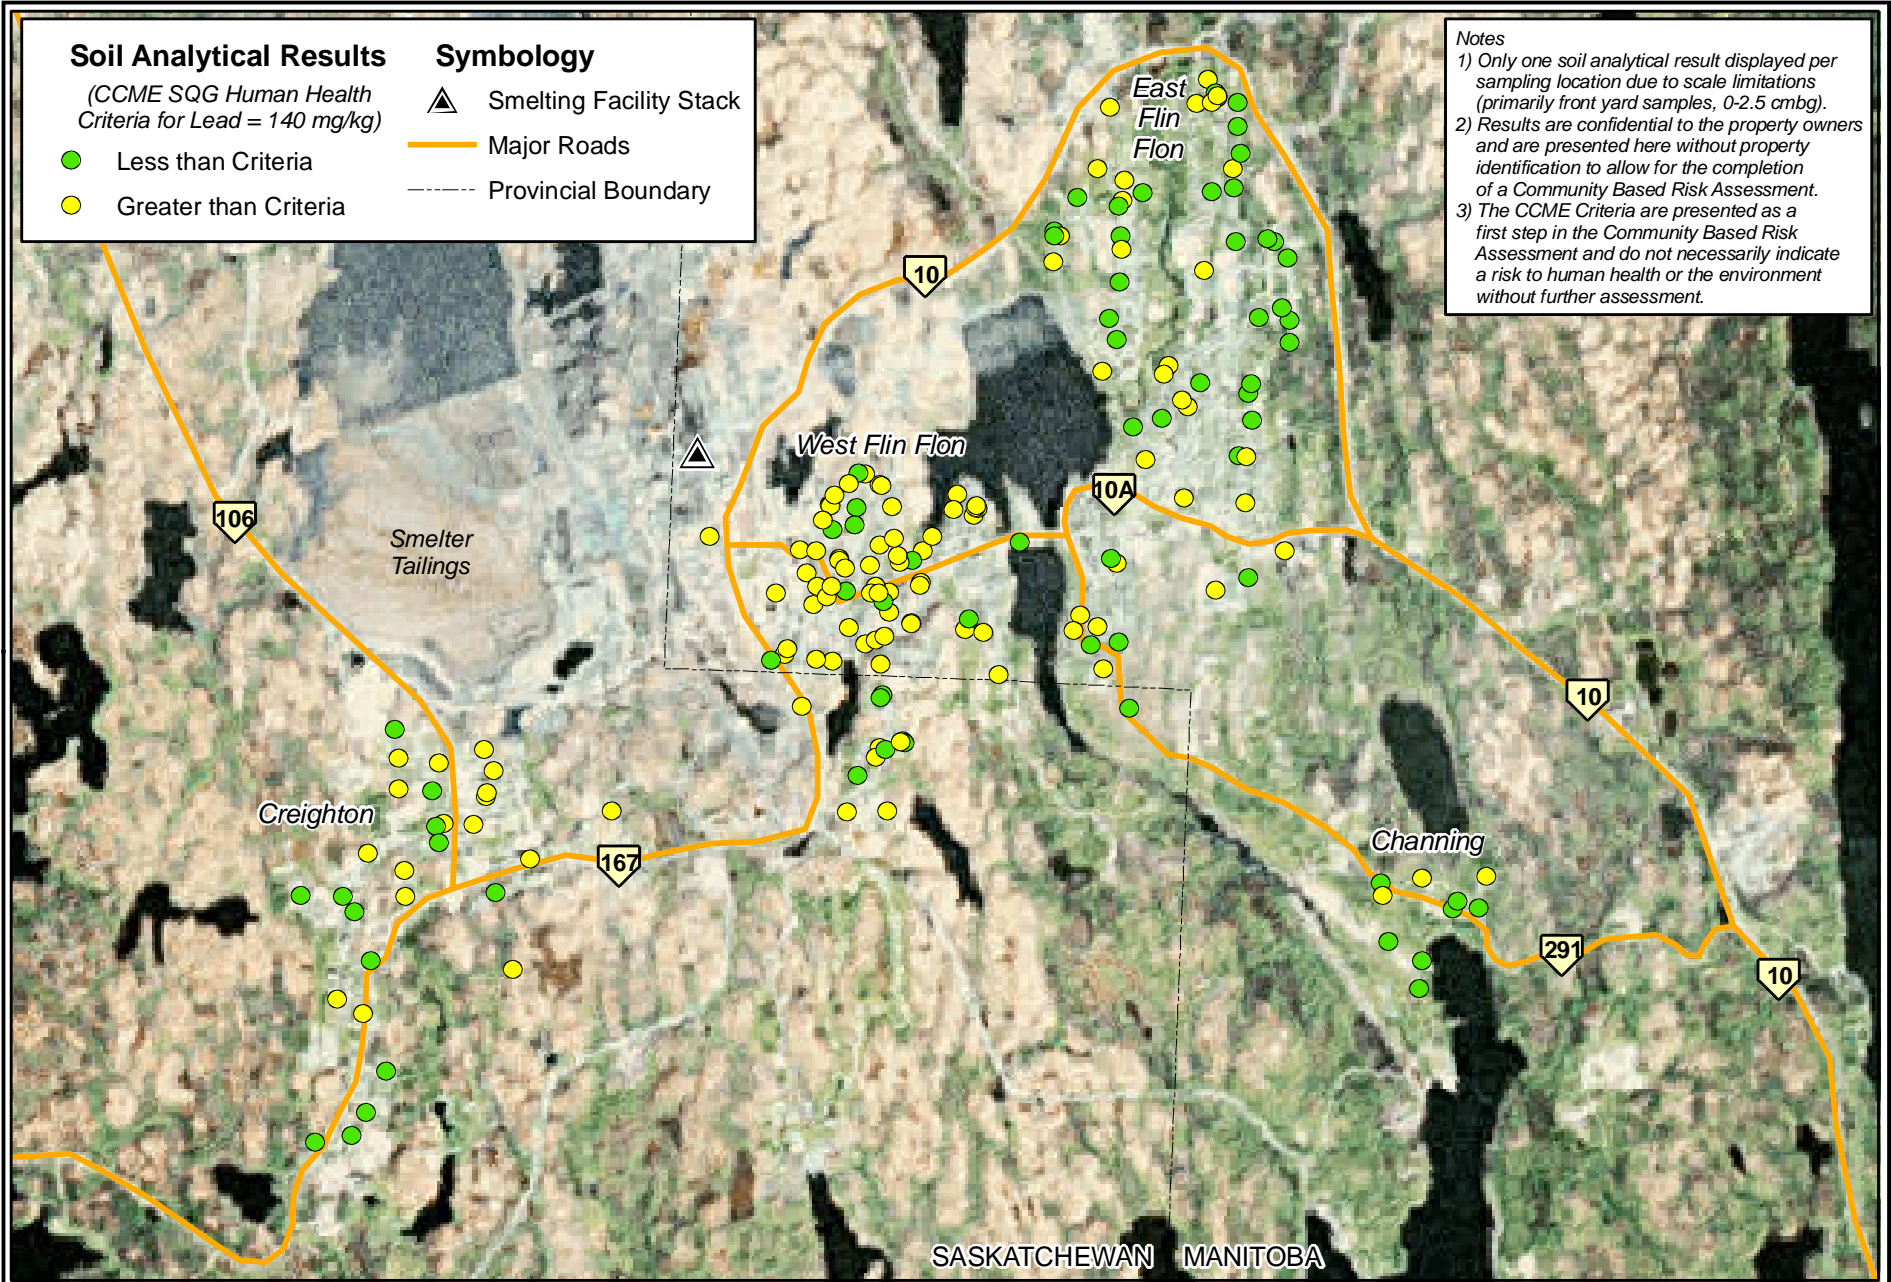 Soil Analytical Results
(CCME SQG Human Health
Criteria for Lead = 140 mg/kg)
Less than Criteria
Greater than Criteria
Symbology
Smelting Facility Stack
Major Roads
Provincial Boundary
Notes
1) Only one soil analytical result displayed per
sampling location due to scale limitations
(primarily front yard samples, 0-2.5 cmbg).
2) Results are confidential to the property owners
and are presented here without property
identification to allow for the completion
of a Community Based Risk Assessment.
3) The CCME Criteria are presented as a
first step in the Community Based Risk
Assessment and do not necessarily indicate
a risk to human health or the environment
without further assessment.
East
Flin
Flon
10
West Flin Flon
10A
106
Smelter
Tailings
10
Creighton
Channing
167
291
10
SASKATCHEWAN
MANITOBA